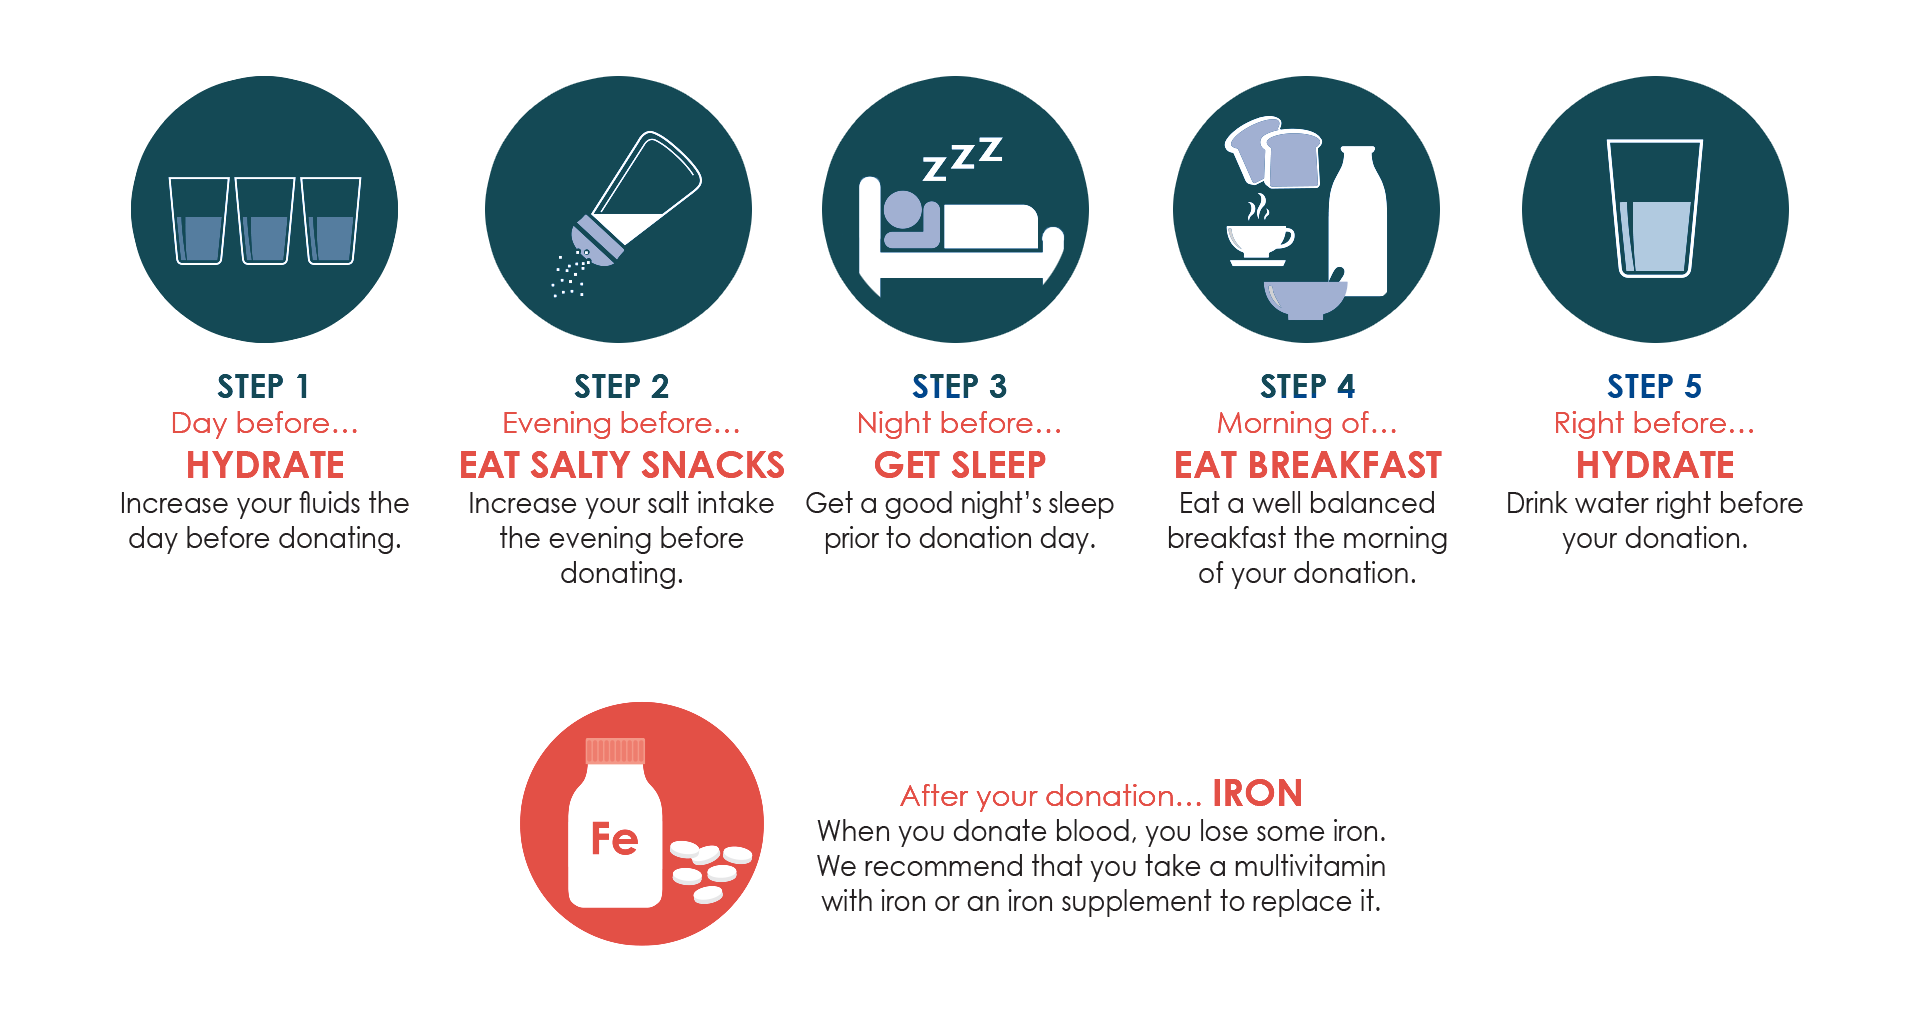 zzz
STEP 1
Day before...
HYDRATE
Increase your fluids the
day before donating.
STEP 2
Evening before...
EAT SALTY SNACKS
Increase your salt intake
the evening before
donating.
STEP 3
Night before...
GET SLEEP
Get a good night's sleep
prior to donation day.
STEP 4
Morning of...
EAT BREAKFAST
Eat a well balanced
breakfast the morning
of your donation.
STEP 5
Right before...
HYDRATE
Drink water right before
your donation.
Fe
After your donation... IRON
When you donate blood, you lose some iron.
We recommend that you take a multivitamin
with iron or an iron supplement to replace it.